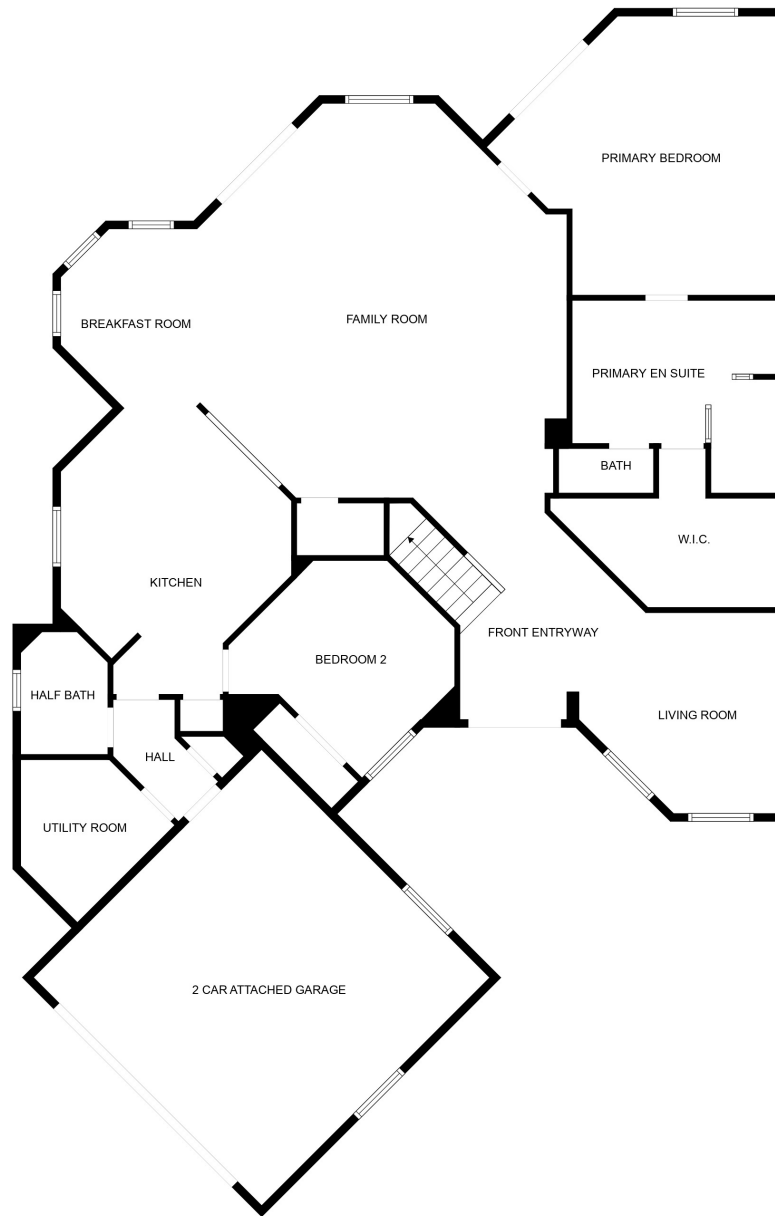 PRIMARY BEDROOM
FAMILY ROOM
BREAKFAST ROOM
PRIMARY EN SUITE
BATH
W.I.C.
KITCHEN
FRONT ENTRYWAY
BEDROOM 2
HALF BATH
LIVING ROOM
HALL
UTILITY ROOM
2 CAR ATTACHED GARAGE